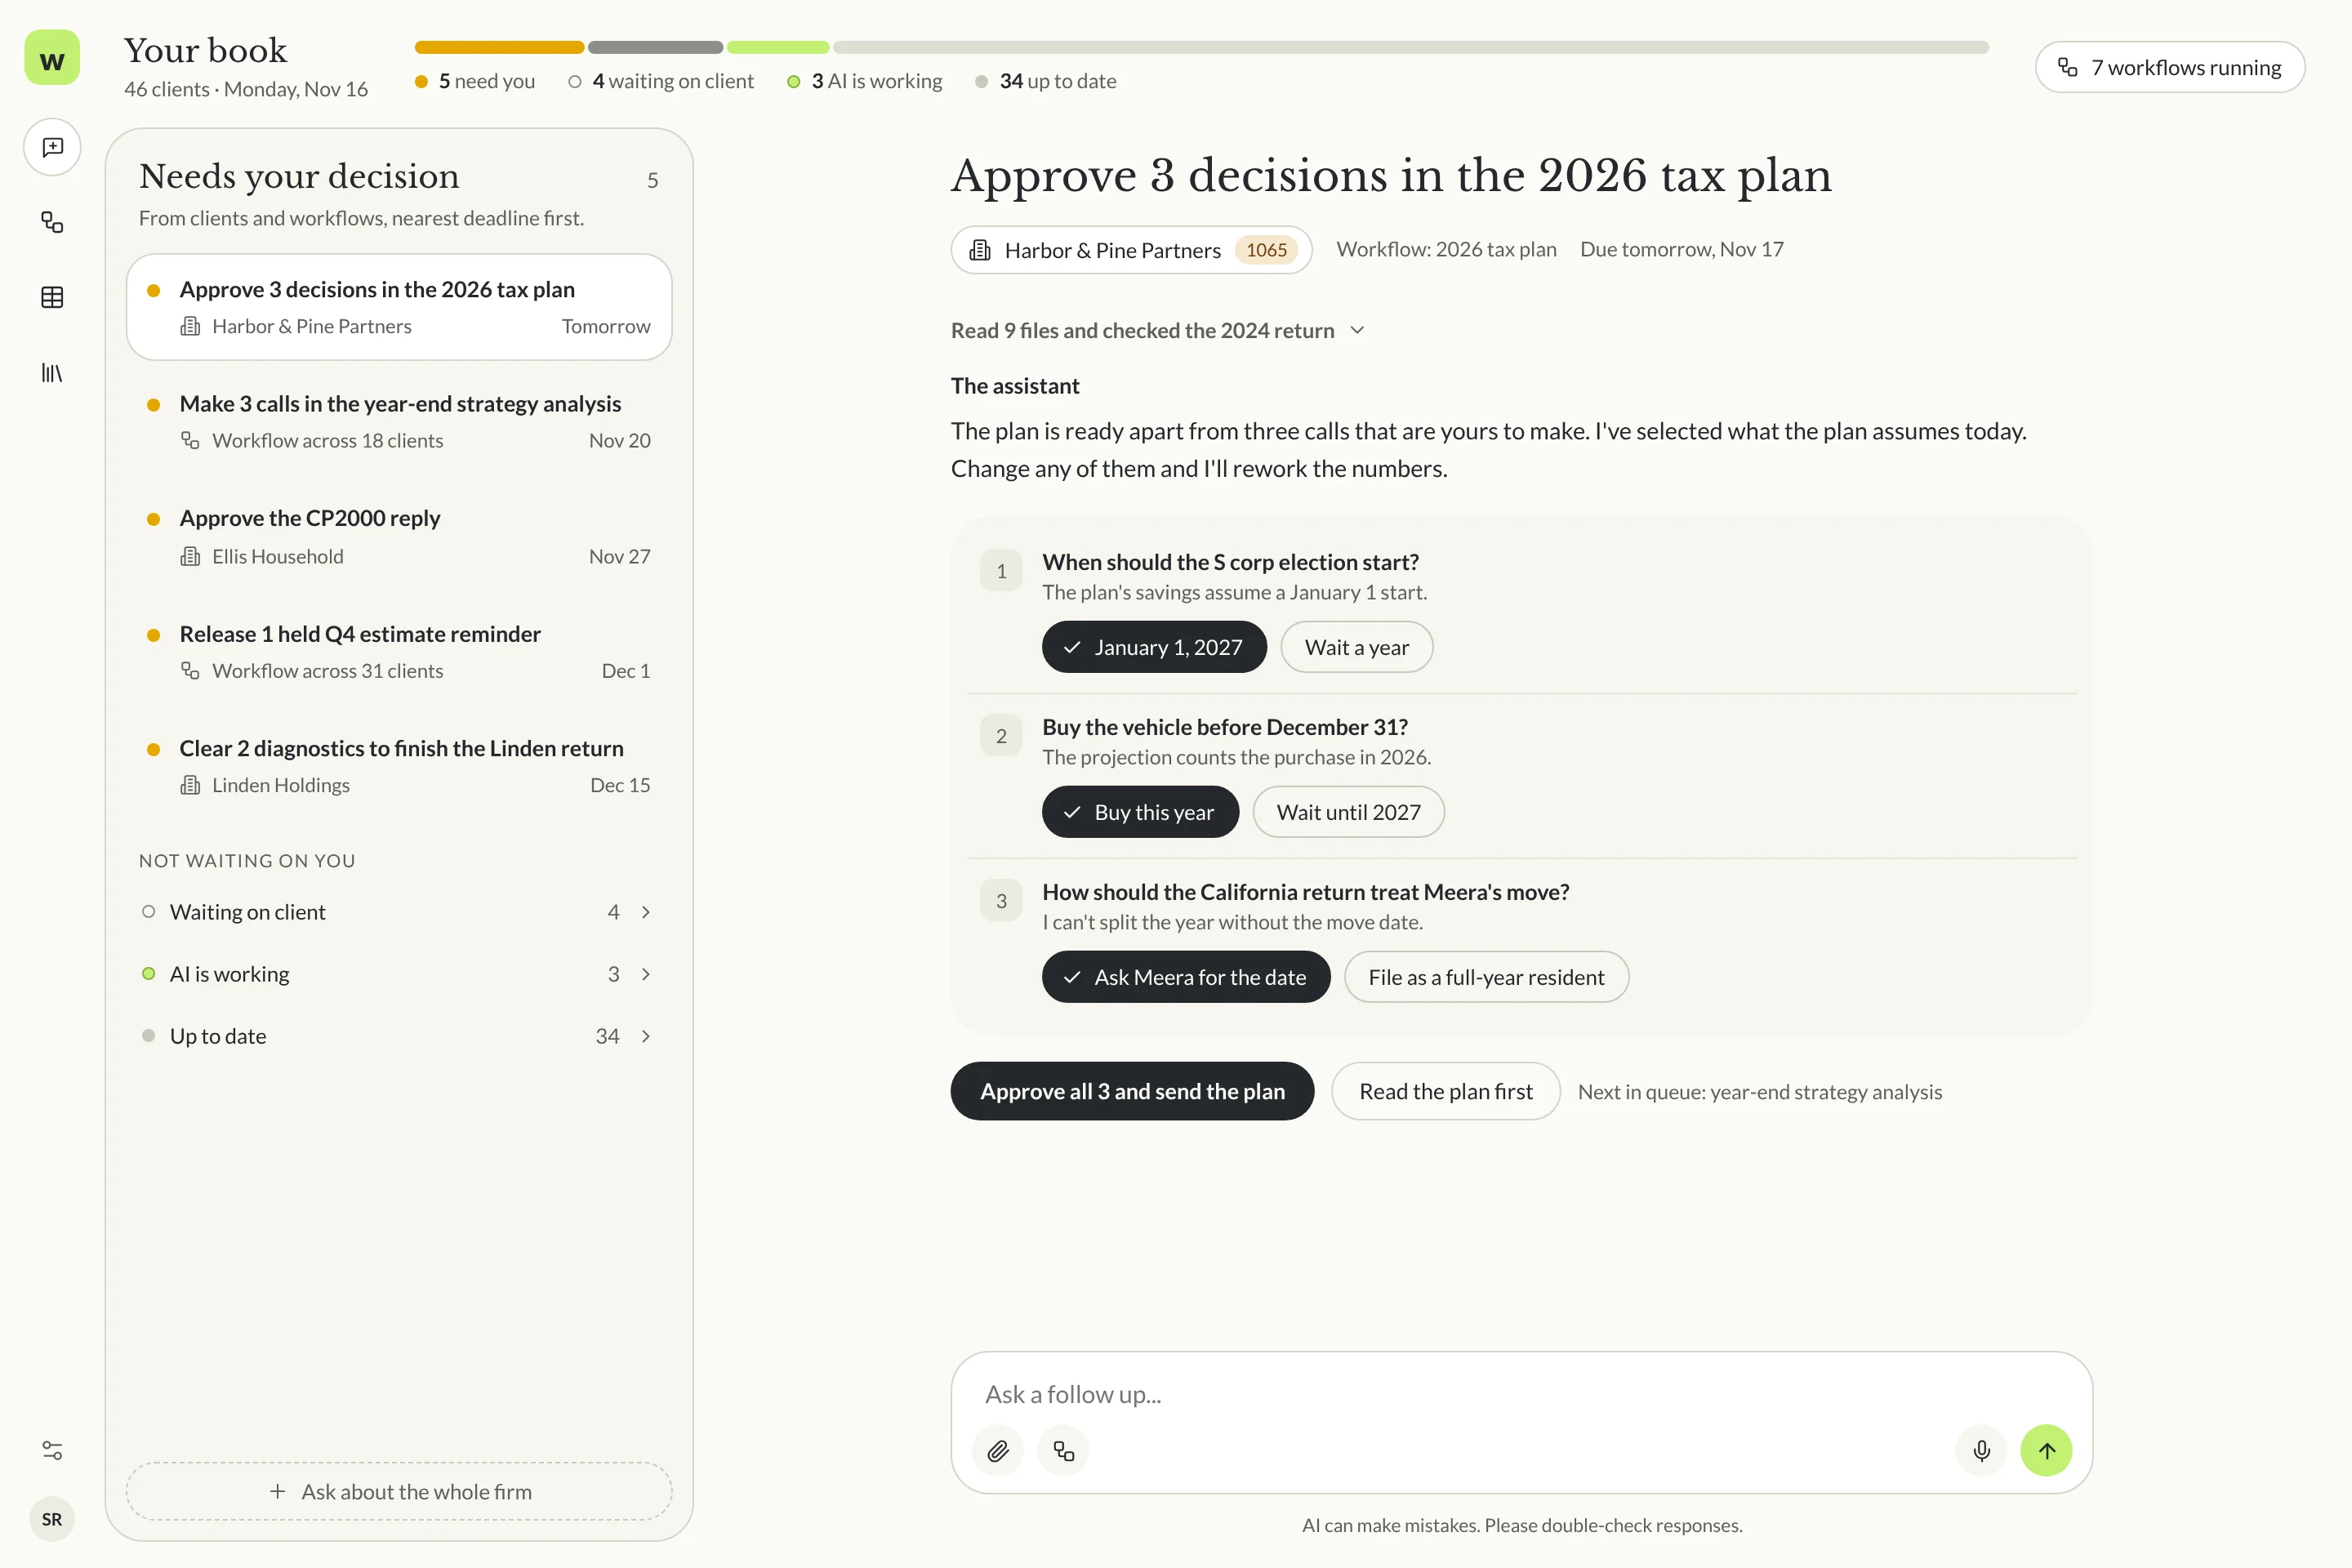 w
Your book
46 clients · Monday, Nov 16
5 need you
4 waiting on client
3 AI is working
34 up to date
7 workflows running
Needs your decision
5
From clients and workflows, nearest deadline first.
Approve 3 decisions in the 2026 tax plan
Harbor & Pine Partners
Tomorrow
Make 3 calls in the year-end strategy analysis
Workflow across 18 clients
Nov 20
Approve the CP2000 reply
Ellis Household
Nov 27
Release 1 held Q4 estimate reminder
Workflow across 31 clients
Dec 1
Clear 2 diagnostics to finish the Linden return
Linden Holdings
Dec 15
NOT WAITING ON YOU
Waiting on client
4
AI is working
3
Up to date
34
Ask about the whole firm
SR
Approve 3 decisions in the 2026 tax plan
Harbor & Pine Partners
1065
Workflow: 2026 tax plan
Due tomorrow, Nov 17
Read 9 files and checked the 2024 return
The assistant
The plan is ready apart from three calls that are yours to make. I've selected what the plan assumes today.
Change any of them and I'll rework the numbers.
1
When should the S corp election start?
The plan's savings assume a January 1 start.
January 1, 2027
Wait a year
2
Buy the vehicle before December 31?
The projection counts the purchase in 2026.
Buy this year
Wait until 2027
3
How should the California return treat Meera's move?
I can't split the year without the move date.
Ask Meera for the date
File as a full-year resident
Approve all 3 and send the plan
Read the plan first
Next in queue: year-end strategy analysis
Ask a follow up...
AI can make mistakes. Please double-check responses.